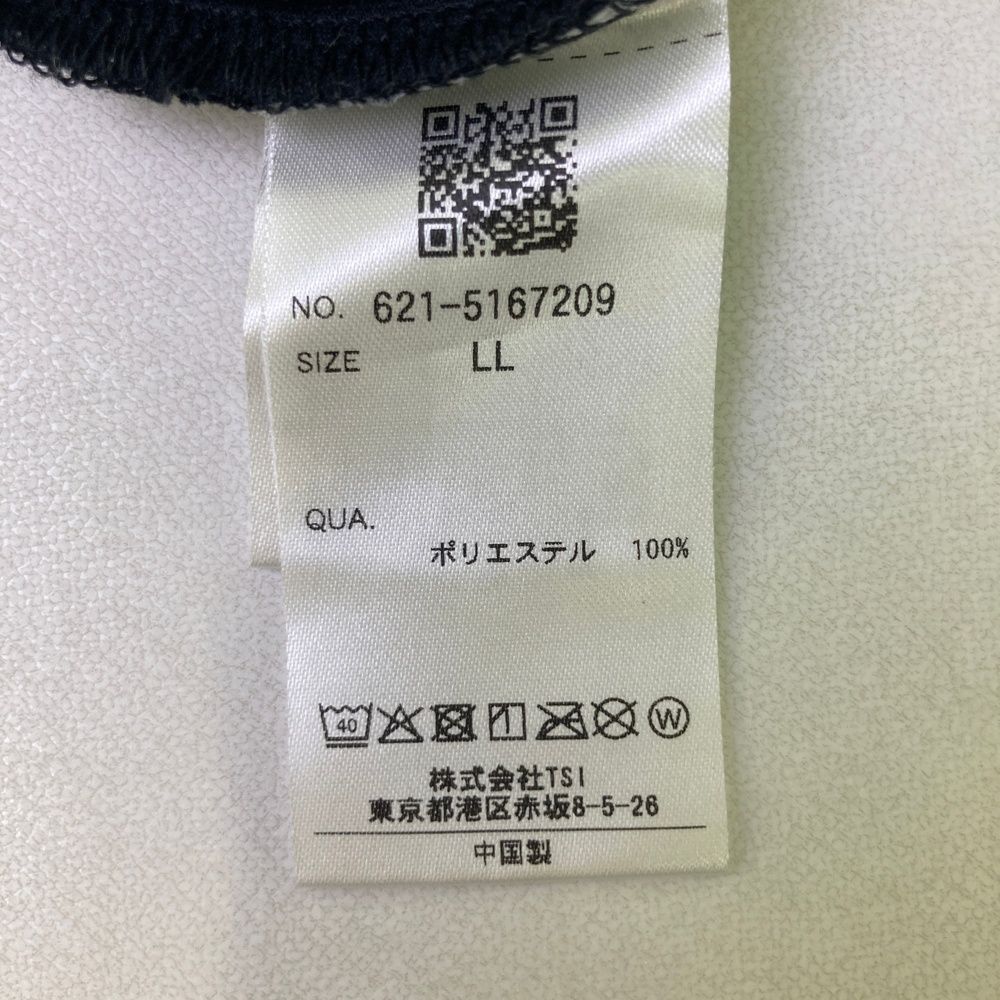 NO. 621-5167209
SIZE LL
QUA.
ポリエステル 100%
40 W
株式会社TSI
東京都港区赤坂8-5-26
中国製